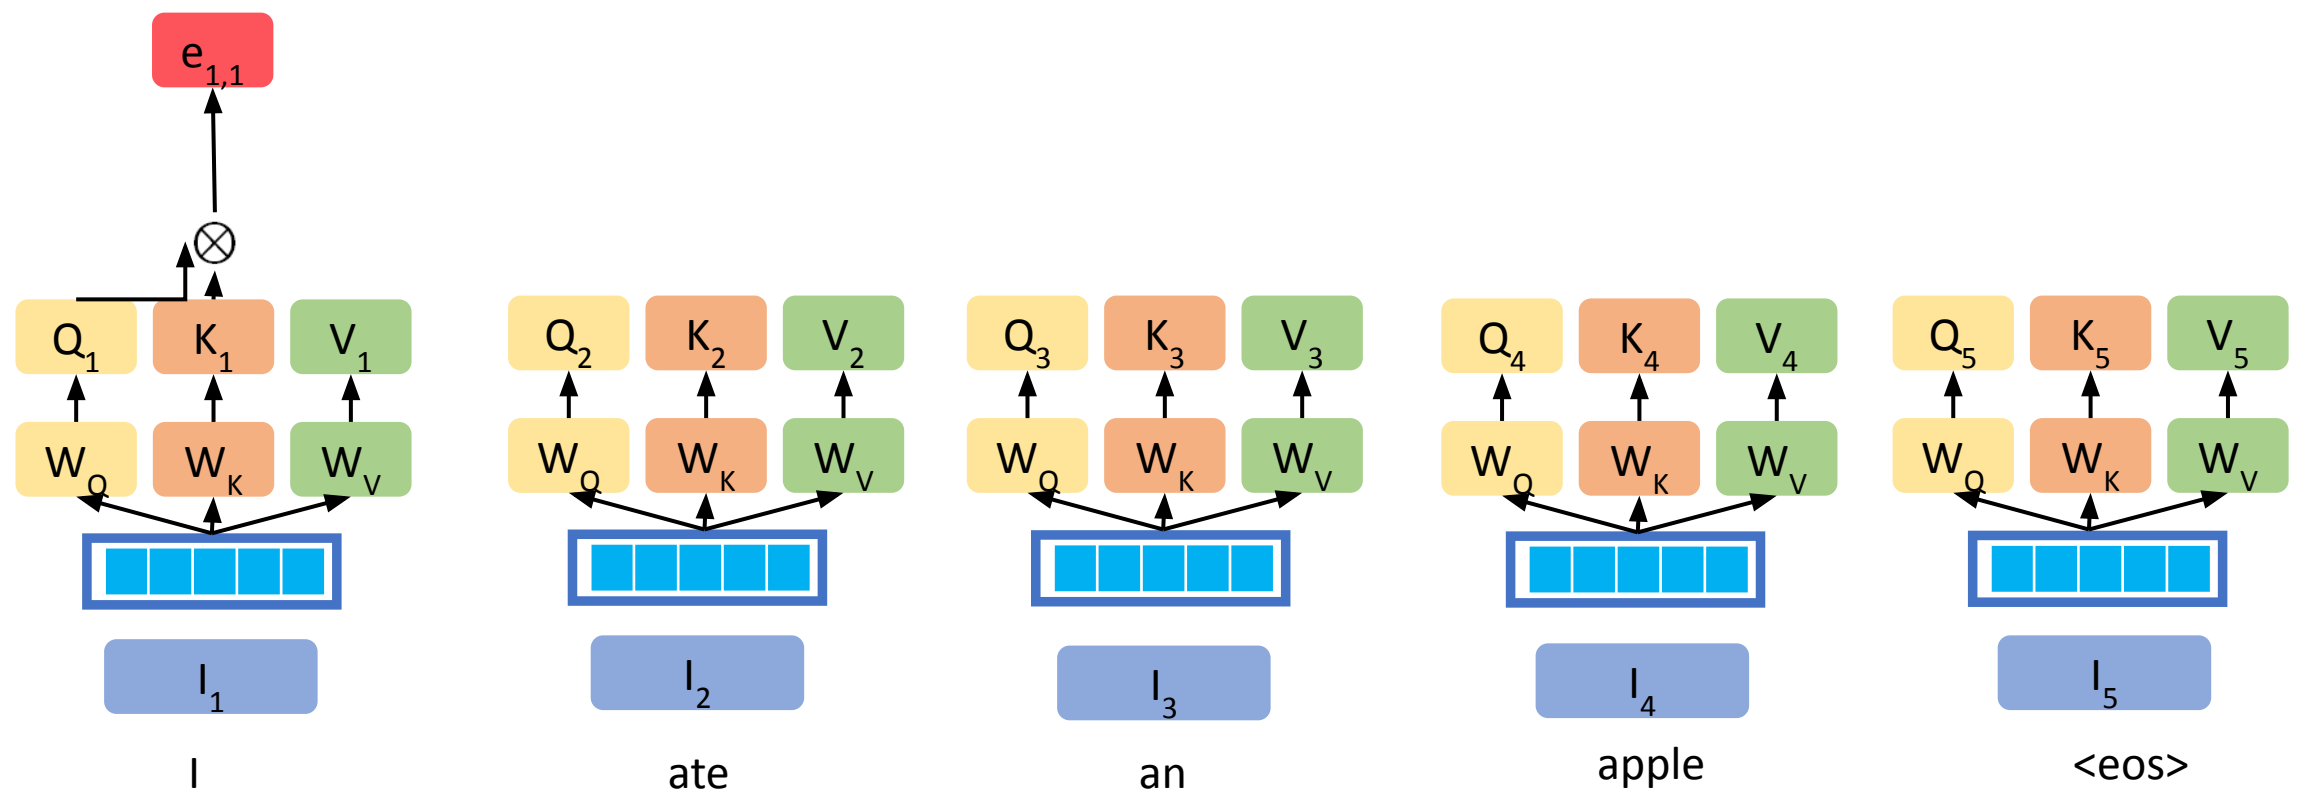 e1,1
Q1 K1 V1 Q2 K2 V2 Q3 K3 V3 Q4 K4 V4 Q5 K5 V5
WQ WK WV WQ WK WV WQ WK WV WQ WK WV WQ WK WV
I1 I2 I3 I4 I5
I ate an apple <eos>